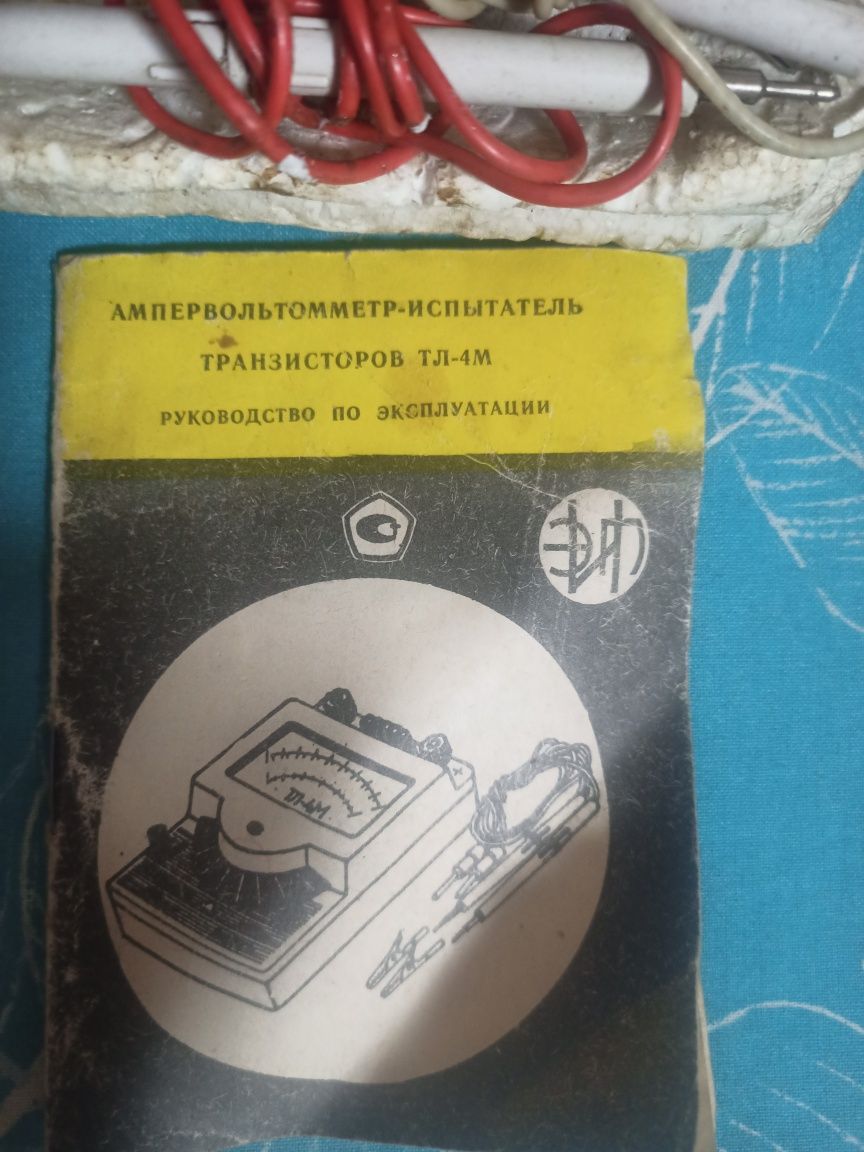 АМПЕРВОЛЬТОММЕТР-ИСПЫТАТЕЛЬ
ТРАНЗИСТОРОВ ТЛ-4М
РУКОВОДСТВО ПО ЭКСПЛУАТАЦИИ
ТЛ-4М